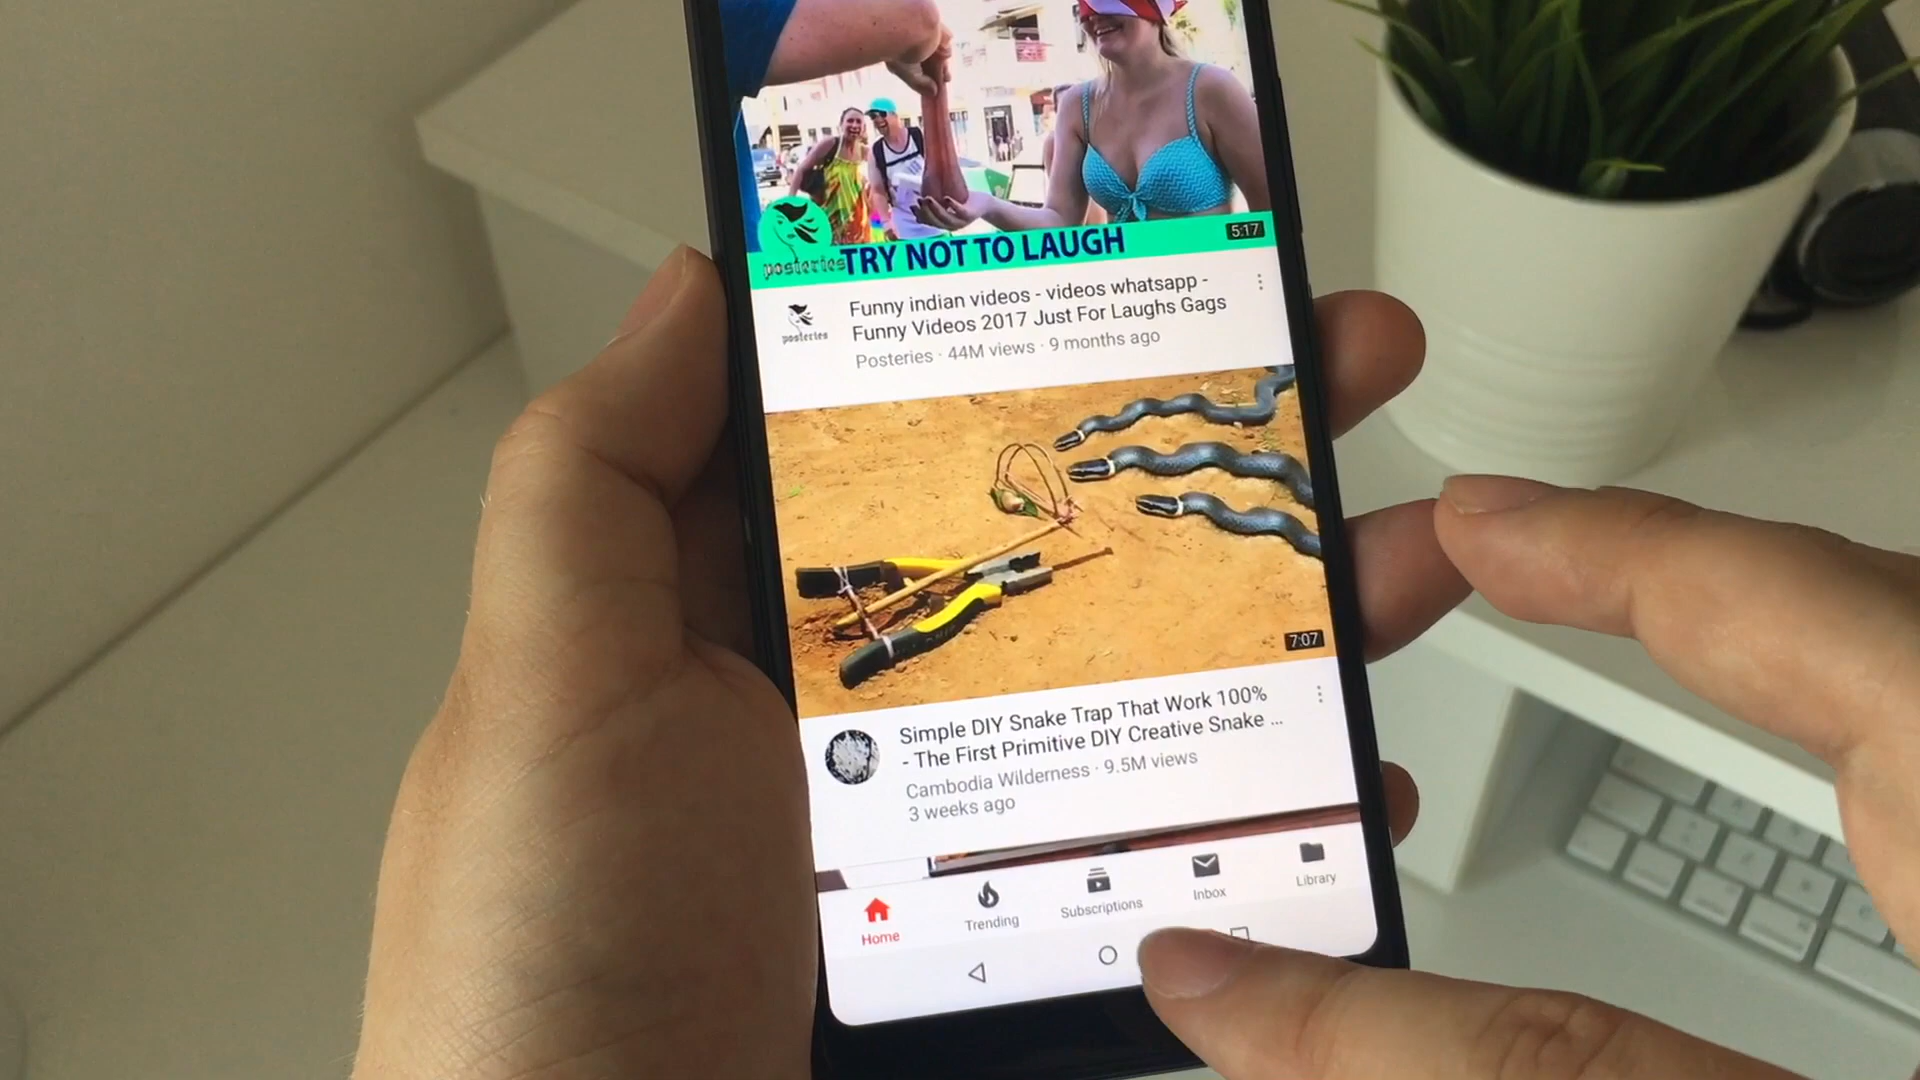 posteries
TRY NOT TO LAUGH
5:17
posteries
Funny indian videos - videos whatsapp -
Funny Videos 2017 Just For Laughs Gags
Posteries · 44M views · 9 months ago
7:07
Simple DIY Snake Trap That Work 100%
- The First Primitive DIY Creative Snake ...
Cambodia Wilderness · 9.5M views
3 weeks ago
Home
Trending
Subscriptions
Inbox
Library